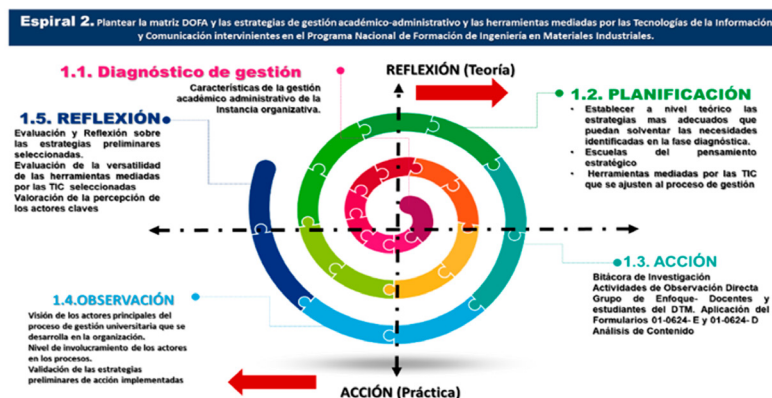 Espiral 2. Plantear la matriz DOFA y las estrategias de gestión académico-administrativo y las herramientas mediadas por las Tecnologías de la Información
y Comunicación intervinientes en el Programa Nacional de Formación de Ingeniería en Materiales Industriales.
1.1. Diagnóstico de gestión
Características de la gestión
académico administrativo de la
Instancia organizativa.
REFLEXIÓN (Teoría)
1.2. PLANIFICACIÓN
• Establecer a nivel teórico las
estrategias mas adecuados que
puedan solventar las necesidades
identificadas en la fase diagnóstica.
• Escuelas del pensamiento
estratégico
• Herramientas mediadas por las TIC
que se ajusten al proceso de gestión
1.5. REFLEXIÓN
Evaluación y Reflexión sobre
las estrategias preliminares
seleccionadas.
Evaluación de la versatilidad
de las herramientas mediadas
por las TIC seleccionadas
Valoración de la percepción de
los actores claves
1.3. ACCIÓN
Bitácora de Investigación
Actividades de Observación Directa
Grupo de Enfoque- Docentes y
estudiantes del DTM. Aplicación del
Formularios 01-0624- E y 01-0624- D
Análisis de Contenido
1.4.OBSERVACIÓN
Visión de los actores principales del
proceso de gestión universitaria que se
desarrolla en la organización.
Nivel de involucramiento de los actores
en los procesos.
Validación de las estrategias
preliminares de acción implementadas
ACCIÓN (Práctica)